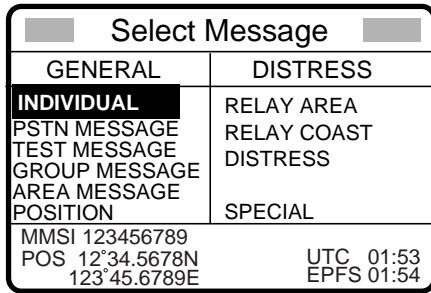 Select Message
GENERAL
INDIVIDUAL
PSTN MESSAGE
TEST MESSAGE
GROUP MESSAGE
AREA MESSAGE
POSITION
DISTRESS
RELAY AREA
RELAY COAST
DISTRESS
SPECIAL
MMSI 123456789
POS 12°34.5678N
123°45.6789E
UTC 01:53
EPFS 01:54